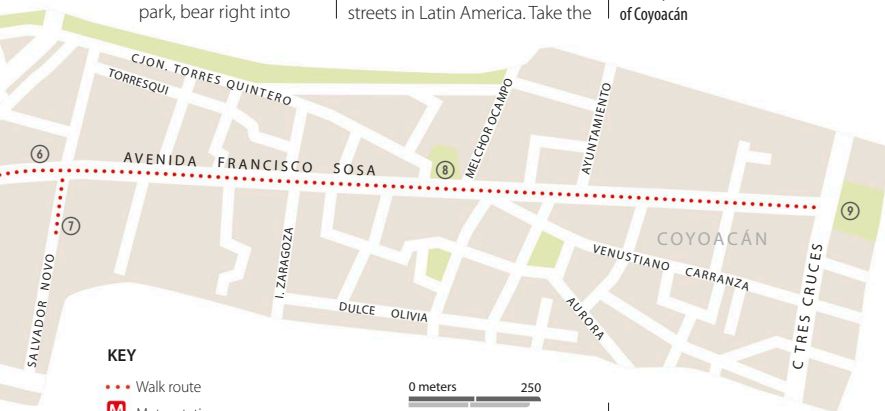 park, bear right into
streets in Latin America. Take the
of Coyoacán
CJON. TORRES QUINTERO
TORRESQUI
MELCHOR OCAMPO
AYUNTAMIENTO
6
AVENIDA FRANCISCO SOSA
8
9
7
COYOACÁN
I. ZARAGOZA
VENUSTIANO CARRANZA
SALVADOR NOVO
DULCE OLIVIA
AURORA
C TRES CRUCES
KEY
Walk route
0 meters 250
M